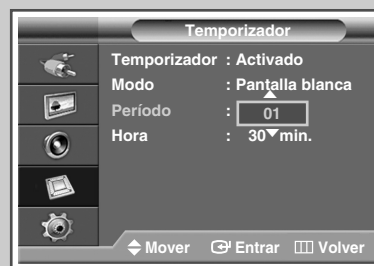 Temporizador
Temporizador : Activado
Modo : Pantalla blanca
Período : 01
Hora : 30 min.
Mover Entrar Volver